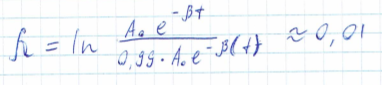 δ = ln A₀ e^{-βt} / 0,99 · A₀ e^{-β(t)} ≈ 0,01